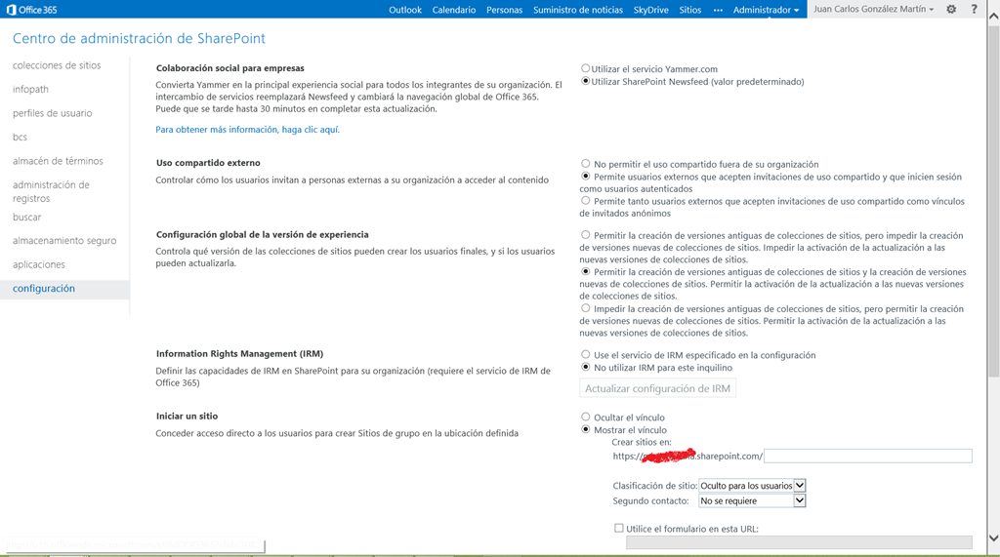 Office 365
Outlook Calendario Personas Suministro de noticias SkyDrive Sitios ••• Administrador Juan Carlos González Martín ?
Centro de administración de SharePoint
colecciones de sitios
infopath
perfiles de usuario
bcs
almacén de términos
administración de
registros
buscar
almacenamiento seguro
aplicaciones
configuración
Colaboración social para empresas
Convierta Yammer en la principal experiencia social para todos los integrantes de su organización. El
intercambio de servicios reemplazará Newsfeed y cambiará la navegación global de Office 365.
Puede que se tarde hasta 30 minutos en completar esta actualización.
Para obtener más información, haga clic aquí.
Utilizar el servicio Yammer.com
Utilizar SharePoint Newsfeed (valor predeterminado)
Uso compartido externo
Controlar cómo los usuarios invitan a personas externas a su organización a acceder al contenido
No permitir el uso compartido fuera de su organización
Permite usuarios externos que acepten invitaciones de uso compartido y que inicien sesión
como usuarios autenticados
Permite tanto usuarios externos que acepten invitaciones de uso compartido como vínculos
de invitados anónimos
Configuración global de la versión de experiencia
Controla qué versión de las colecciones de sitios pueden crear los usuarios finales, y si los usuarios
pueden actualizarla.
Permitir la creación de versiones antiguas de colecciones de sitios, pero impedir la creación
de versiones nuevas de colecciones de sitios. Impedir la activación de la actualización a las
nuevas versiones de colecciones de sitios.
Permitir la creación de versiones antiguas de colecciones de sitios y la creación de versiones
nuevas de colecciones de sitios. Permitir la activación de la actualización a las nuevas versiones
de colecciones de sitios.
Impedir la creación de versiones antiguas de colecciones de sitios, pero permitir la creación
de versiones nuevas de colecciones de sitios. Permitir la activación de la actualización a las
nuevas versiones de colecciones de sitios.
Information Rights Management (IRM)
Definir las capacidades de IRM en SharePoint para su organización (requiere el servicio de IRM de
Office 365)
Use el servicio de IRM especificado en la configuración
No utilizar IRM para este inquilino
Actualizar configuración de IRM
Iniciar un sitio
Conceder acceso directo a los usuarios para crear Sitios de grupo en la ubicación definida
Ocultar el vínculo
Mostrar el vínculo
Crear sitios en:
https:// .sharepoint.com/
Clasificación de sitio: Oculto para los usuarios
Segundo contacto: No se requiere
Utilice el formulario en esta URL: